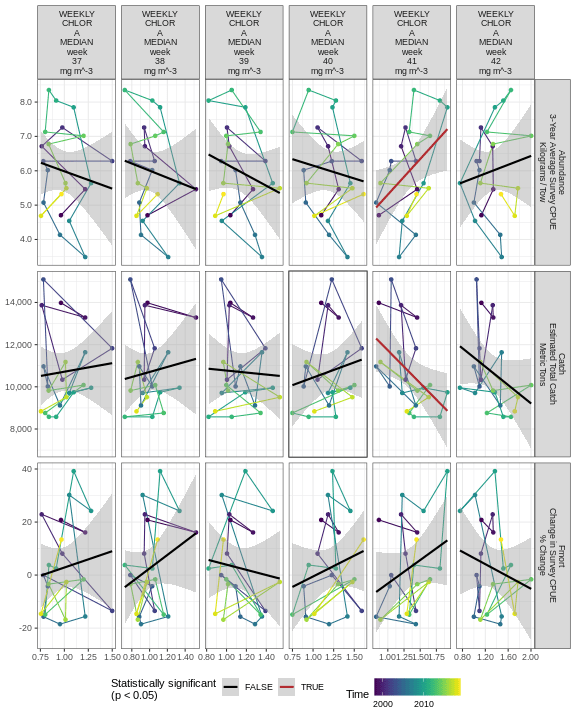 WEEKLY
CHLOR
A
MEDIAN
week
37
mg m^-3
WEEKLY
CHLOR
A
MEDIAN
week
38
mg m^-3
WEEKLY
CHLOR
A
MEDIAN
week
39
mg m^-3
WEEKLY
CHLOR
A
MEDIAN
week
40
mg m^-3
WEEKLY
CHLOR
A
MEDIAN
week
41
mg m^-3
WEEKLY
CHLOR
A
MEDIAN
week
42
mg m^-3
8.0
7.0
6.0
5.0
4.0
Abundance
3-Year Average Survey CPUE
Kilograms / Tow
14,000
12,000
10,000
8,000
Catch
Estimated Total Catch
Metric Tons
40
20
0
-20
Fmort
Change in Survey CPUE
% Change
0.75 1.00 1.25 1.50
0.80 1.00 1.20 1.40
0.80 1.00 1.20 1.40
0.75 1.00 1.25 1.50
1.00 1.25 1.50 1.75
0.80 1.20 1.60 2.00
Statistically significant
(p < 0.05)
FALSE
TRUE
Time
2000
2010